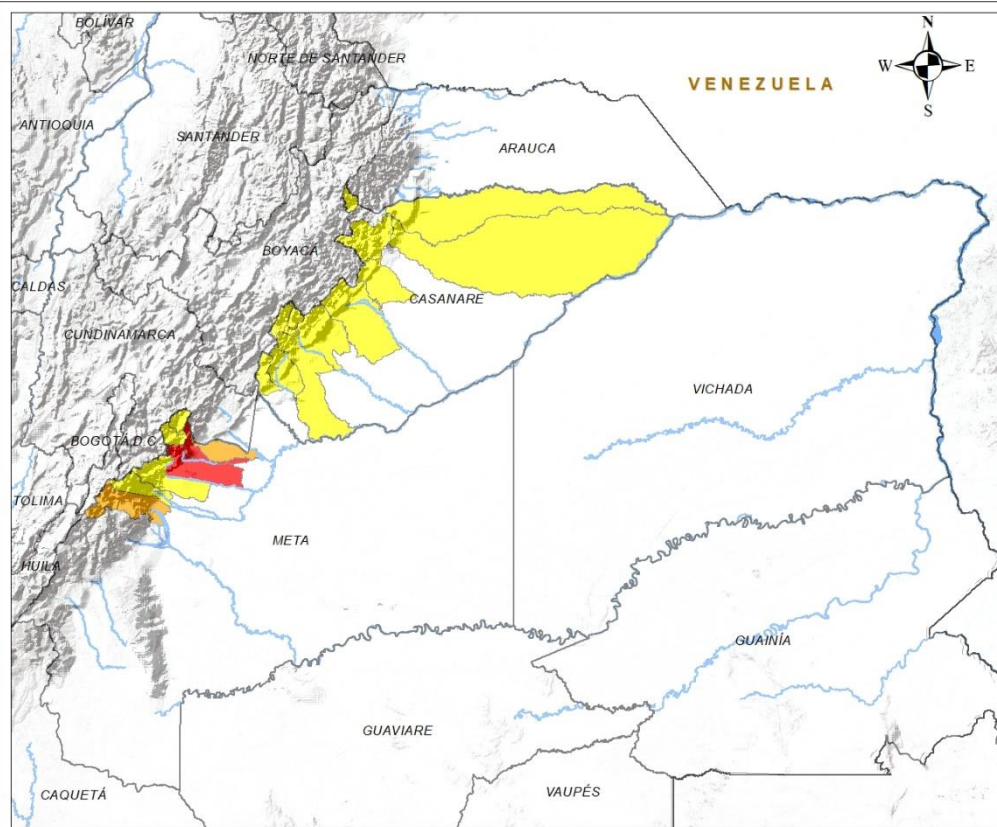 BOLÍVAR
NORTE DE SANTANDER
N
W
E
S
VENEZUELA
ANTIOQUIA
SANTANDER
ARAUCA
BOYACÁ
CALDAS
CASANARE
CUNDINAMARCA
VICHADA
BOGOTÁ D.C
TOLIMA
META
HUILA
GUAINÍA
GUAVIARE
CAQUETÁ
VAUPÉS